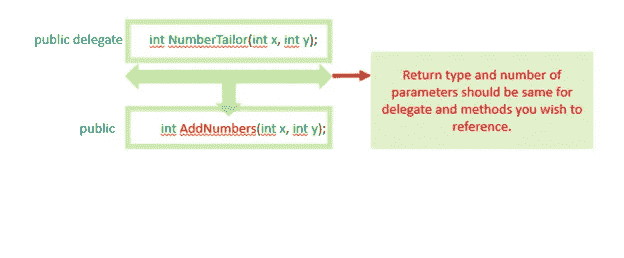 public delegate int NumberTailor(int x, int y);
Return type and number of
parameters should be same for
delegate and methods you wish to
reference.
public int AddNumbers(int x, int y);